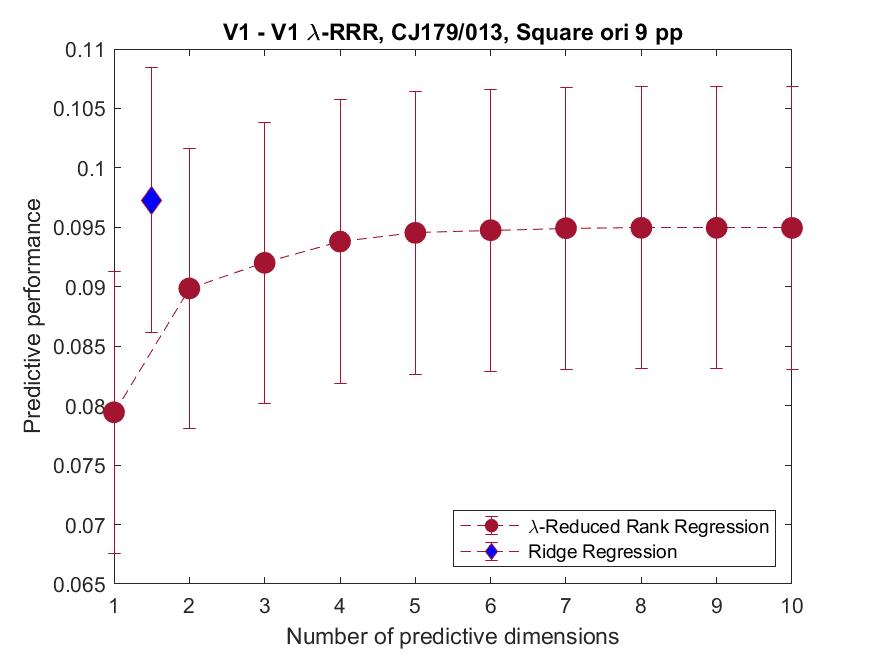 V1 - V1 λ-RRR, CJ179/013, Square ori 9 pp
0.11
0.105
0.1
0.095
0.09
0.085
0.08
0.075
0.07
0.065
Predictive performance
λ-Reduced Rank Regression
Ridge Regression
1 2 3 4 5 6 7 8 9 10
Number of predictive dimensions